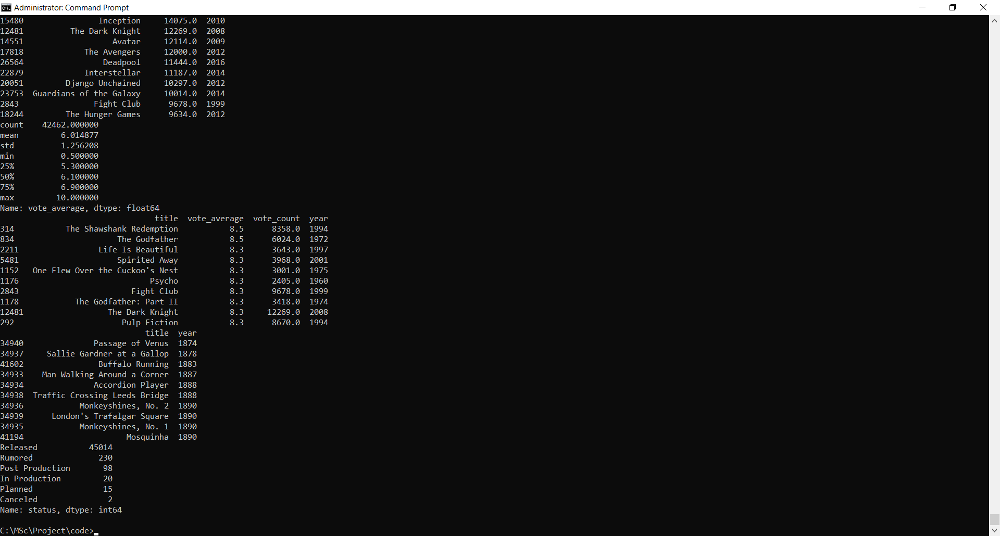 Administrator: Command Prompt
15480                Inception     14075.0  2010
12481          The Dark Knight     12269.0  2008
14551                   Avatar     12114.0  2009
17818             The Avengers     12000.0  2012
26564                 Deadpool     11444.0  2016
22879             Interstellar     11187.0  2014
20051         Django Unchained     10297.0  2012
23753  Guardians of the Galaxy     10014.0  2014
2843                Fight Club      9678.0  1999
18244         The Hunger Games      9634.0  2012
count    42462.000000
mean         6.014877
std          1.256208
min          0.500000
25%          5.300000
50%          6.100000
75%          6.900000
max         10.000000
Name: vote_average, dtype: float64
                                 title  vote_average  vote_count  year
314           The Shawshank Redemption           8.5      8358.0  1994
834                      The Godfather           8.5      6024.0  1972
2211                 Life Is Beautiful           8.3      3643.0  1997
5481                     Spirited Away           8.3      3968.0  2001
1152   One Flew Over the Cuckoo's Nest           8.3      3001.0  1975
1176                            Psycho           8.3      2405.0  1960
2843                        Fight Club           8.3      9678.0  1999
1178            The Godfather: Part II           8.3      3418.0  1974
12481                  The Dark Knight           8.3     12269.0  2008
292                       Pulp Fiction           8.3      8670.0  1994
                               title  year
34940               Passage of Venus  1874
34937     Sallie Gardner at a Gallop  1878
41602                Buffalo Running  1883
34933    Man Walking Around a Corner  1887
34934               Accordion Player  1888
34938  Traffic Crossing Leeds Bridge  1888
34936            Monkeyshines, No. 2  1890
34939      London's Trafalgar Square  1890
34935            Monkeyshines, No. 1  1890
41194                      Mosquinha  1890
Released           45014
Rumored              230
Post Production       98
In Production         20
Planned               15
Canceled               2
Name: status, dtype: int64
C:\MSc\Project\code>